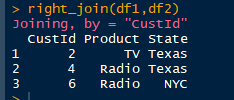 > right_join(df1,df2)
Joining, by = "CustId"
  CustId Product State
1      2      TV Texas
2      4   Radio Texas
3      6   Radio   NYC
>